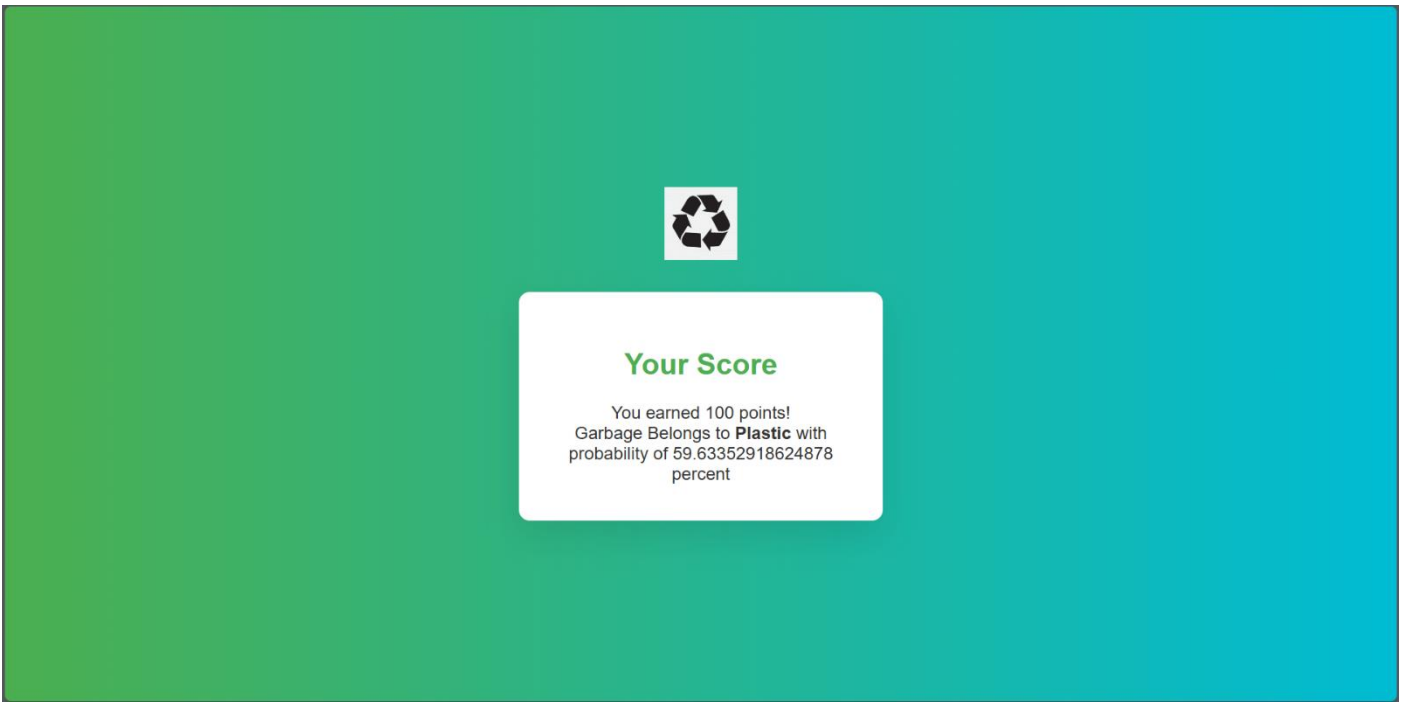 Your Score
You earned 100 points!
Garbage Belongs to Plastic with
probability of 59.63352918624878
percent